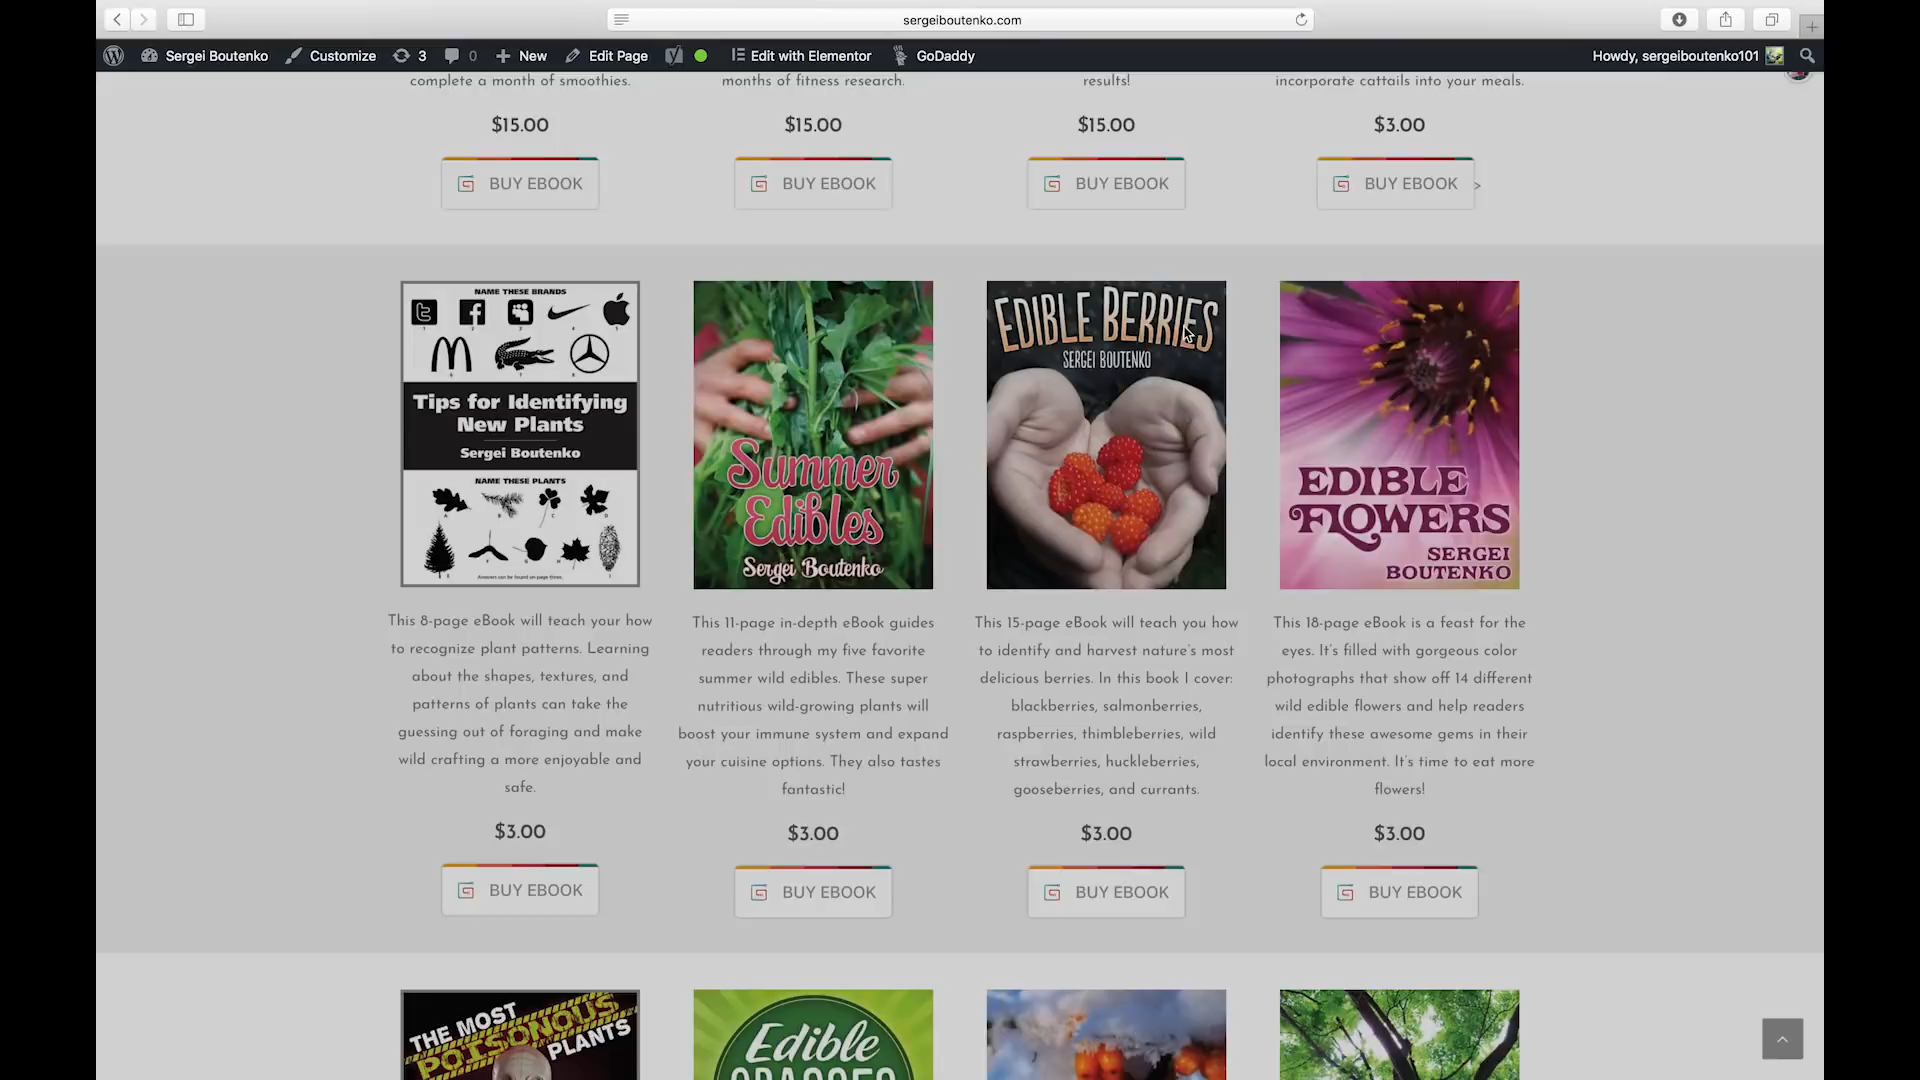 sergeiboutenko.com
Sergei Boutenko Customize 3 0 New Edit Page Edit with Elementor GoDaddy Howdy, sergeiboutenko101
complete a month of smoothies.
$15.00
BUY EBOOK
months of fitness research.
$15.00
BUY EBOOK
results!
$15.00
BUY EBOOK
incorporate cattails into your meals.
$3.00
BUY EBOOK >
NAME THESE BRANDS
Tips for Identifying
New Plants
Sergei Boutenko
NAME THESE PLANTS
Answers can be found on page three.
This 8-page eBook will teach your how
to recognize plant patterns. Learning
about the shapes, textures, and
patterns of plants can take the
guessing out of foraging and make
wild crafting a more enjoyable and
safe.
$3.00
BUY EBOOK
Summer
Edibles
Sergei Boutenko
This 11-page in-depth eBook guides
readers through my five favorite
summer wild edibles. These super
nutritious wild-growing plants will
boost your immune system and expand
your cuisine options. They also tastes
fantastic!
$3.00
BUY EBOOK
EDIBLE BERRIES
SERGEI BOUTENKO
This 15-page eBook will teach you how
to identify and harvest nature's most
delicious berries. In this book I cover:
blackberries, salmonberries,
raspberries, thimbleberries, wild
strawberries, huckleberries,
gooseberries, and currants.
$3.00
BUY EBOOK
EDIBLE
FLOWERS
SERGEI
BOUTENKO
This 18-page eBook is a feast for the
eyes. It's filled with gorgeous color
photographs that show off 14 different
wild edible flowers and help readers
identify these awesome gems in their
local environment. It's time to eat more
flowers!
$3.00
BUY EBOOK
THE MOST
POISONOUS
PLANTS
Edible
GRASSES